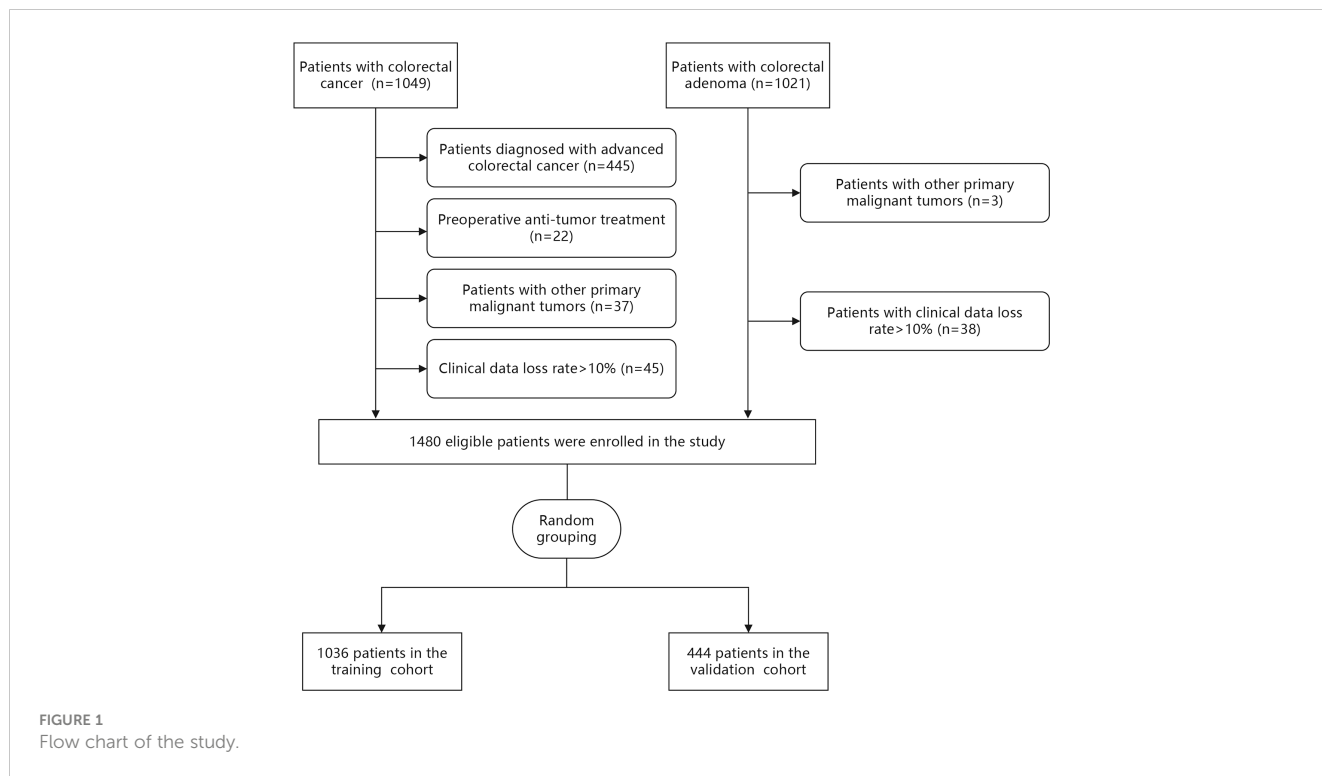 Patients with colorectal
cancer (n=1049)
Patients with colorectal
adenoma (n=1021)
Patients diagnosed with advanced
colorectal cancer (n=445)
Patients with other primary
malignant tumors (n=3)
Preoperative anti-tumor treatment
(n=22)
Patients with other primary
malignant tumors (n=37)
Patients with clinical data loss
rate>10% (n=38)
Clinical data loss rate>10% (n=45)
1480 eligible patients were enrolled in the study
Random
grouping
1036 patients in the
training cohort
444 patients in the
validation cohort
FIGURE 1
Flow chart of the study.